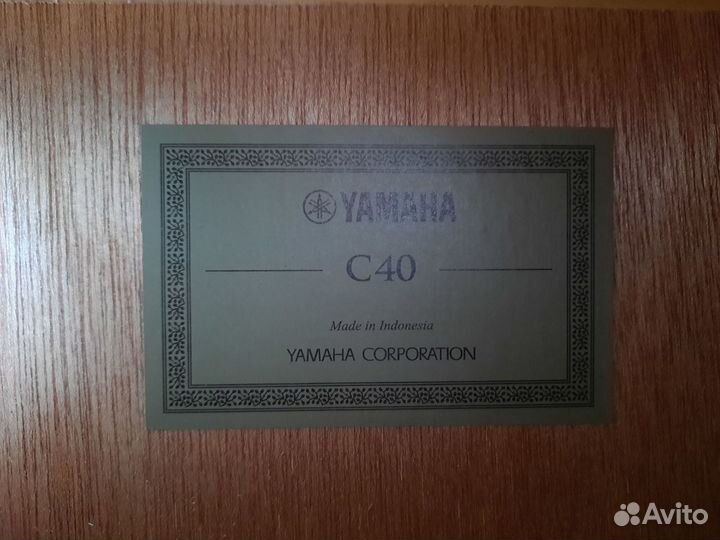 YAMAHA
C40
Made in Indonesia
YAMAHA CORPORATION
Avito